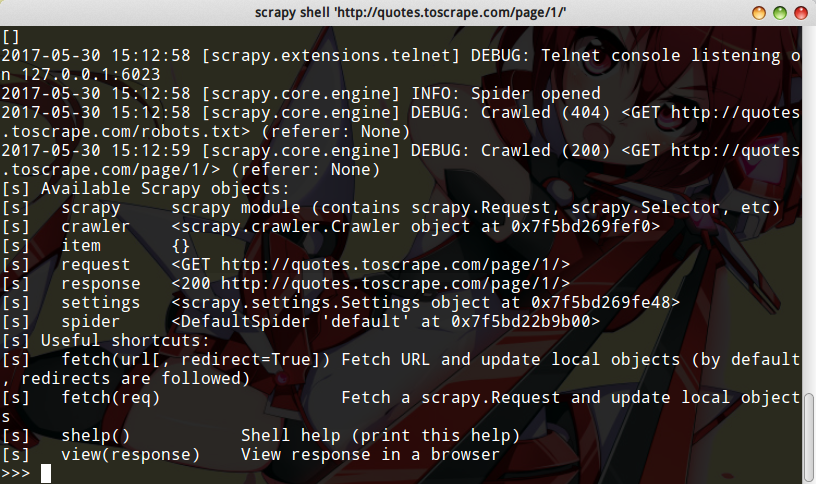 scrapy shell 'http://quotes.toscrape.com/page/1/'
[]
2017-05-30 15:12:58 [scrapy.extensions.telnet] DEBUG: Telnet console listening o
n 127.0.0.1:6023
2017-05-30 15:12:58 [scrapy.core.engine] INFO: Spider opened
2017-05-30 15:12:58 [scrapy.core.engine] DEBUG: Crawled (404) <GET http://quotes
.toscrape.com/robots.txt> (referer: None)
2017-05-30 15:12:59 [scrapy.core.engine] DEBUG: Crawled (200) <GET http://quotes
.toscrape.com/page/1/> (referer: None)
[s] Available Scrapy objects:
[s]   scrapy     scrapy module (contains scrapy.Request, scrapy.Selector, etc)
[s]   crawler    <scrapy.crawler.Crawler object at 0x7f5bd269fef0>
[s]   item       {}
[s]   request    <GET http://quotes.toscrape.com/page/1/>
[s]   response   <200 http://quotes.toscrape.com/page/1/>
[s]   settings   <scrapy.settings.Settings object at 0x7f5bd269fe48>
[s]   spider     <DefaultSpider 'default' at 0x7f5bd22b9b00>
[s] Useful shortcuts:
[s]   fetch(url[, redirect=True]) Fetch URL and update local objects (by default
, redirects are followed)
[s]   fetch(req)                  Fetch a scrapy.Request and update local object
s
[s]   shelp()           Shell help (print this help)
[s]   view(response)    View response in a browser
>>>